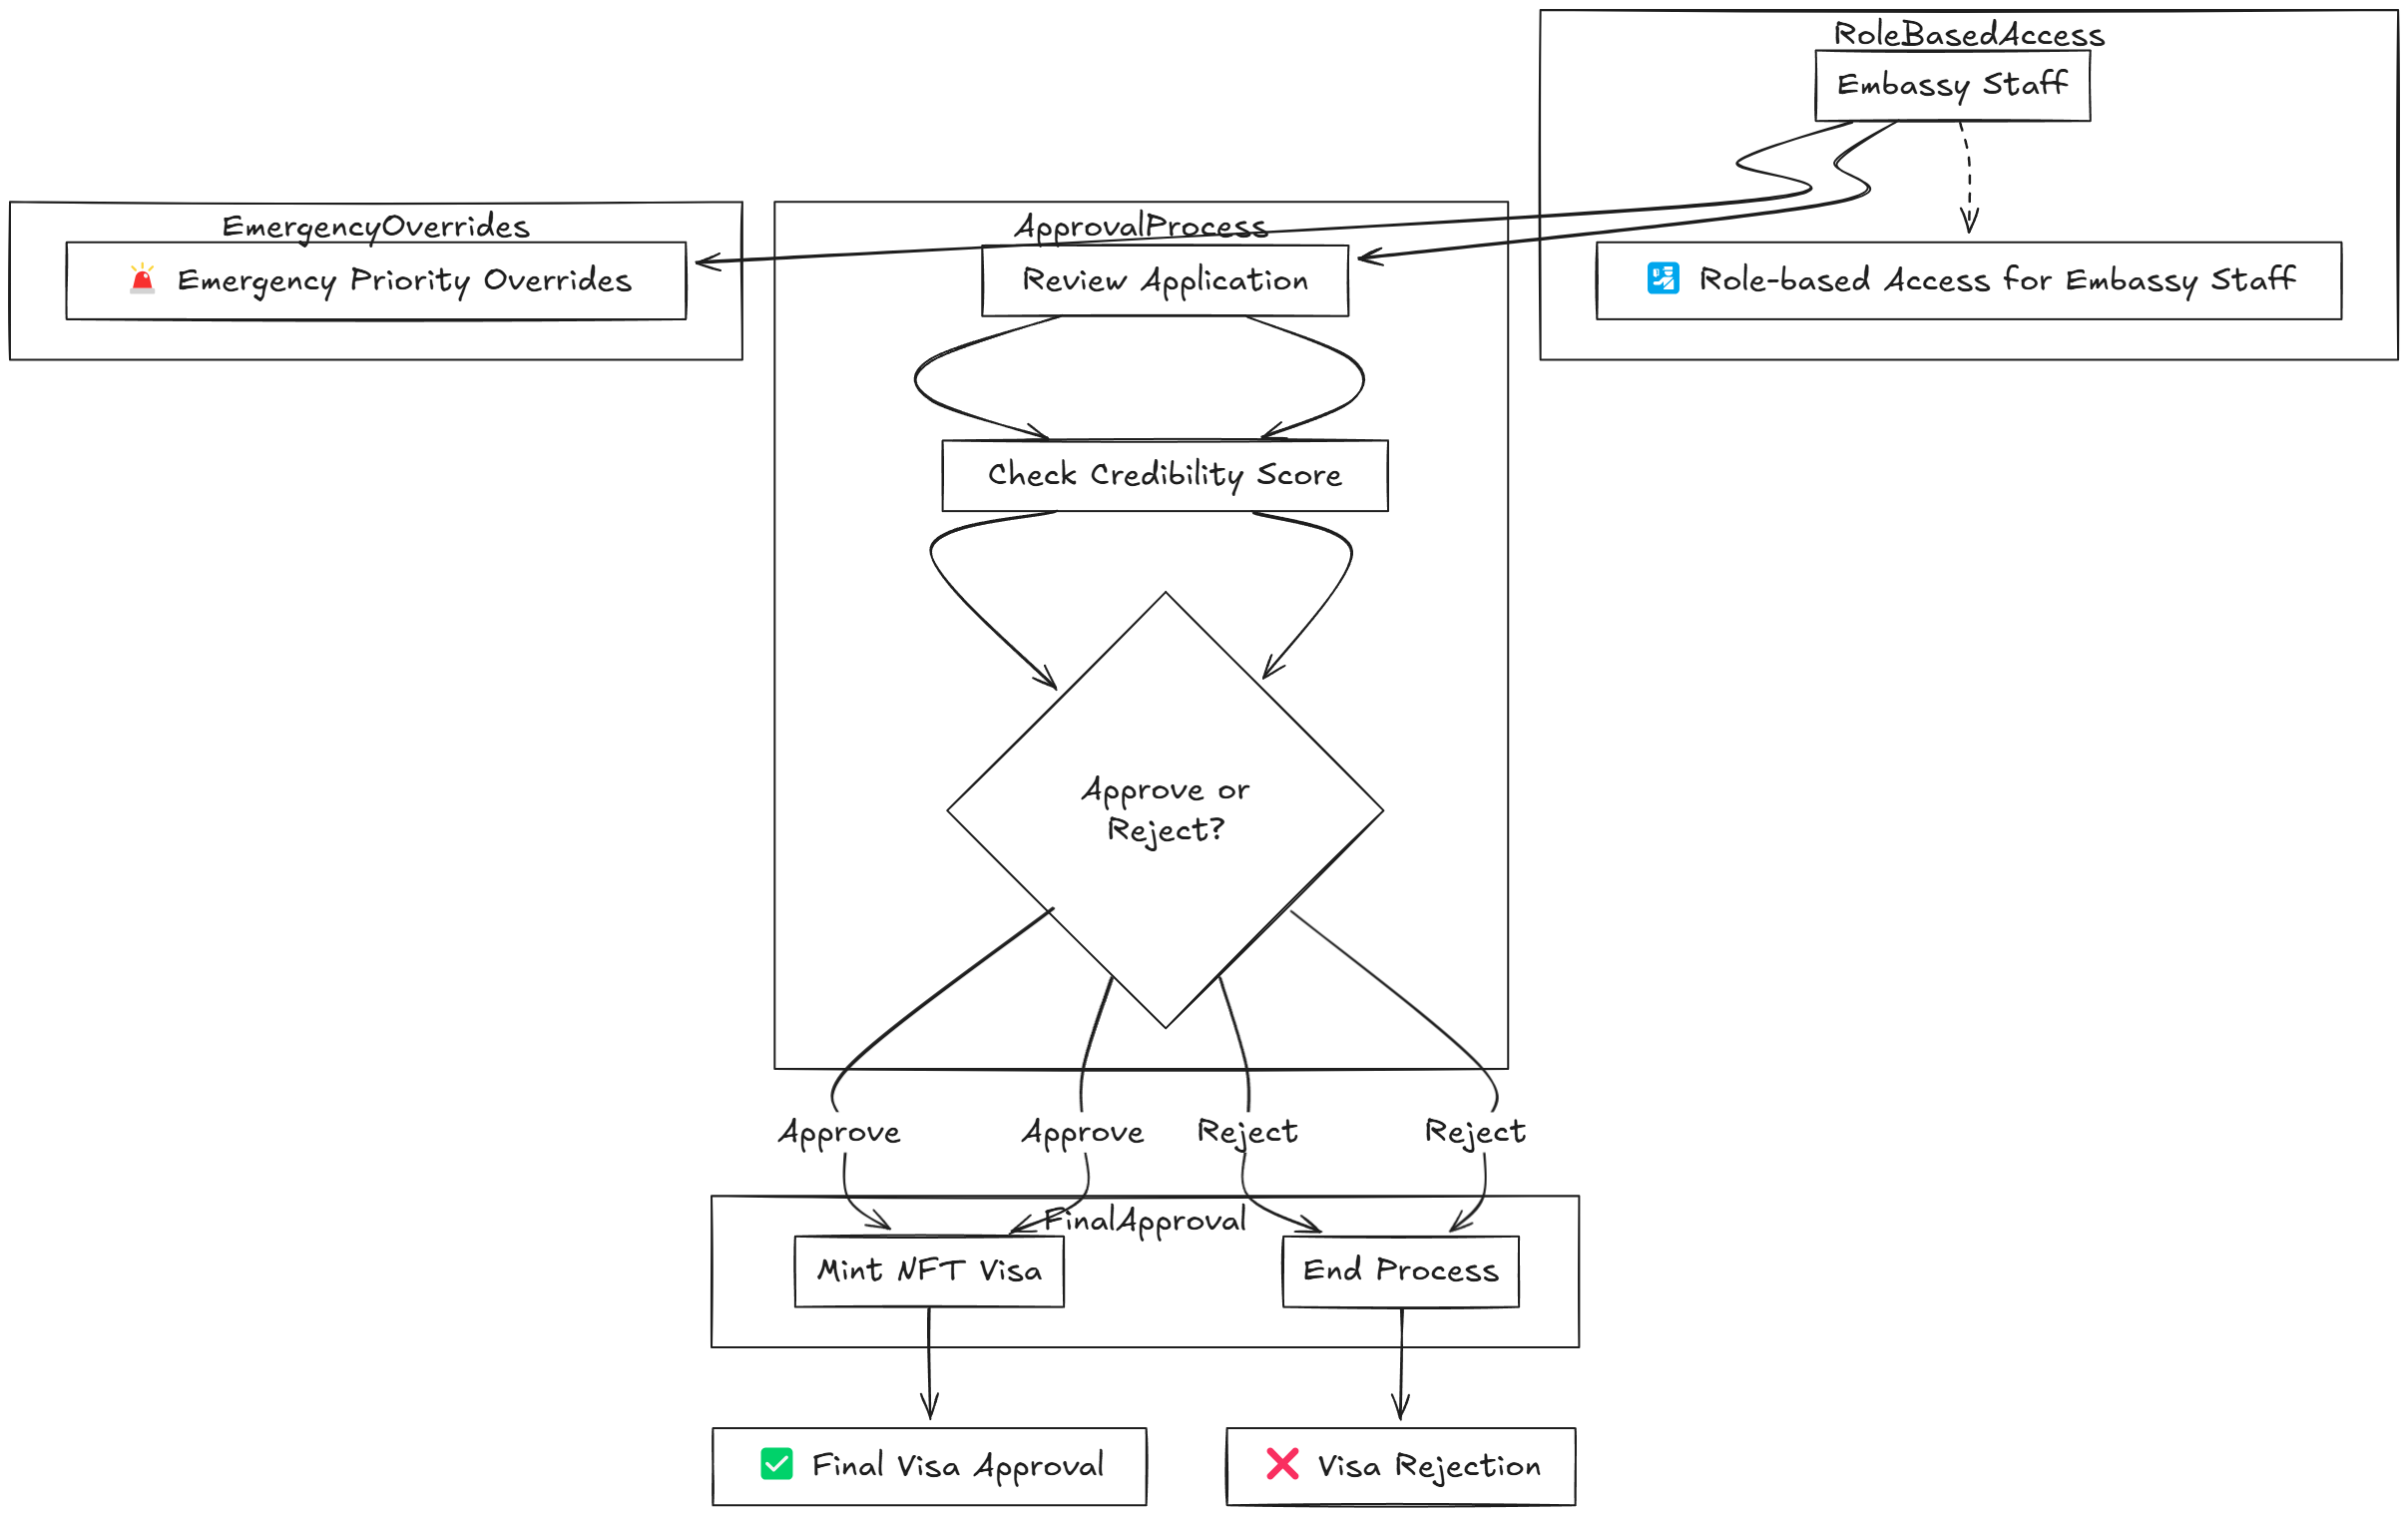 RoleBasedAccess
Embassy Staff
EmergencyOverrides
ApprovalProcess
Emergency Priority Overrides
Review Application
Role-based Access for Embassy Staff
Check Credibility Score
Approve or
Reject?
Approve
Approve
Reject
Reject
FinalApproval
Mint NFT Visa
End Process
Final Visa Approval
Visa Rejection